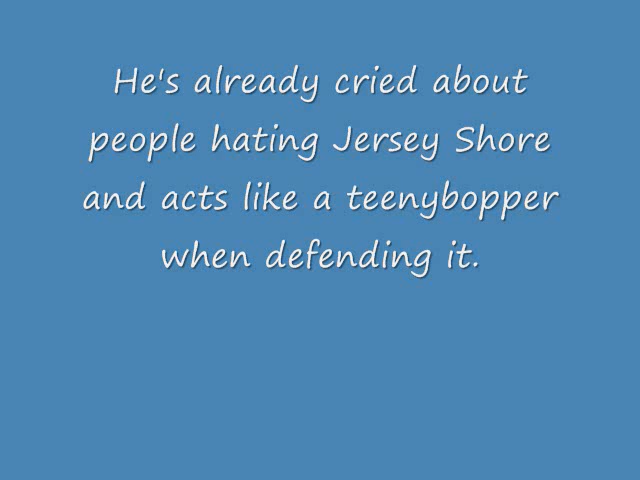 He's already cried about
people hating Jersey Shore
and acts like a teenybopper
when defending it.